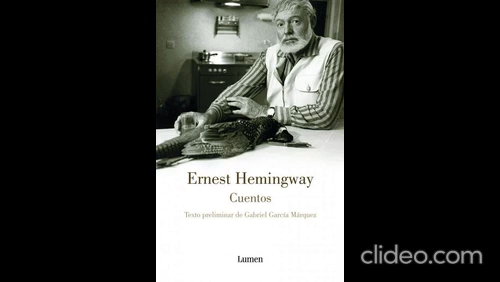 Ernest Hemingway
Cuentos
Texto preliminar de Gabriel García Márquez
Lumen
clideo.com